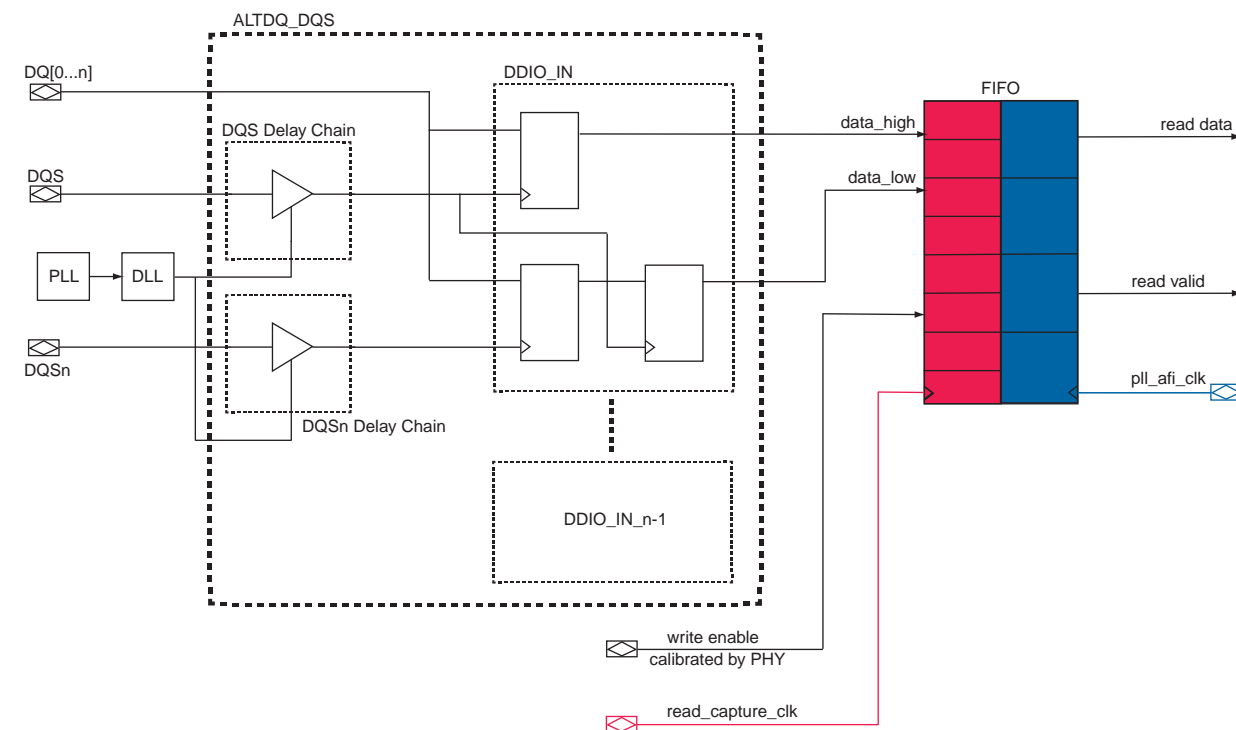 ALTDQ_DQS
DQ[0...n]
DDIO_IN
FIFO
DQS Delay Chain
data_high
read data
DQS
data_low
PLL
DLL
read valid
DQSn
pll_afi_clk
DQSn Delay Chain
DDIO_IN_n-1
write enable
calibrated by PHY
read_capture_clk